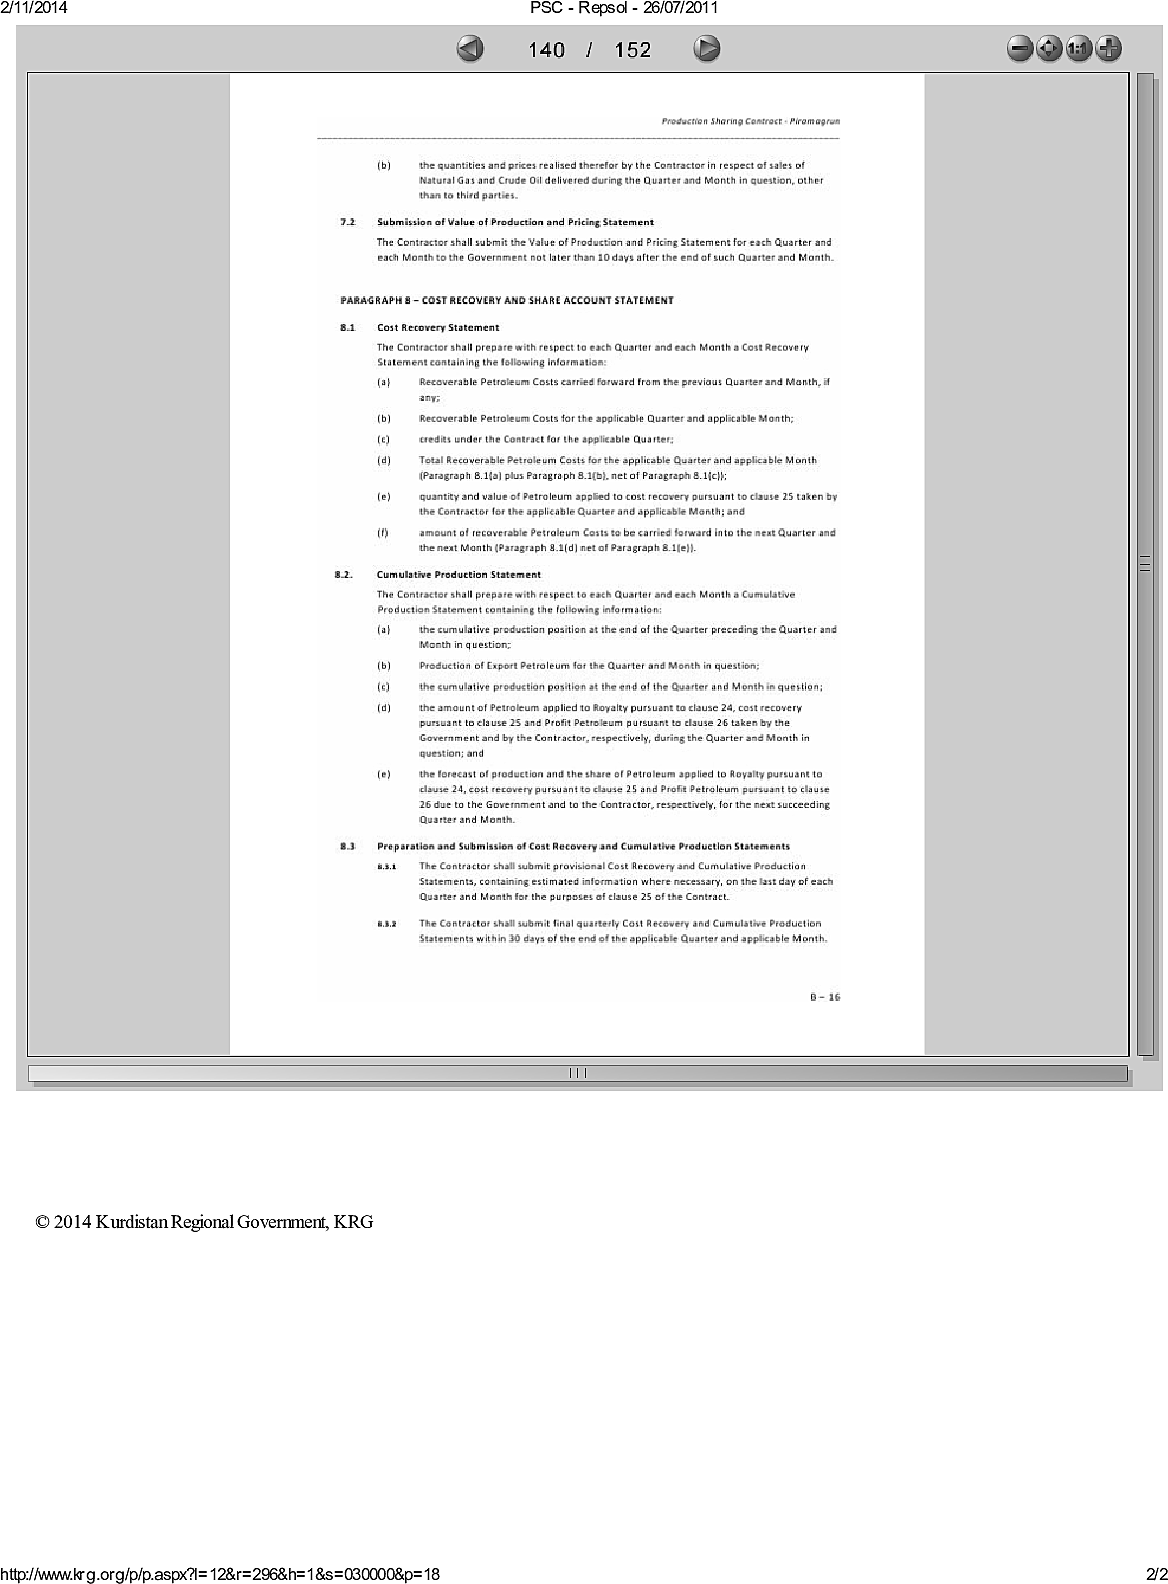 2/11/2014
PSC - Repsol - 26/07/2011
140 / 152
1:1
Production Sharing Contract - Piramagrun
(b) the quantities and prices realised therefor by the Contractor in respect of sales of
Natural Gas and Crude Oil delivered during the Quarter and Month in question, other
than to third parties.
7.2 Submission of Value of Production and Pricing Statement
The Contractor shall submit the Value of Production and Pricing Statement for each Quarter and
each Month to the Government not later than 10 days after the end of such Quarter and Month.
PARAGRAPH 8 – COST RECOVERY AND SHARE ACCOUNT STATEMENT
8.1 Cost Recovery Statement
The Contractor shall prepare with respect to each Quarter and each Month a Cost Recovery
Statement containing the following information:
(a) Recoverable Petroleum Costs carried forward from the previous Quarter and Month, if
any;
(b) Recoverable Petroleum Costs for the applicable Quarter and applicable Month;
(c) credits under the Contract for the applicable Quarter;
(d) Total Recoverable Petroleum Costs for the applicable Quarter and applicable Month
(Paragraph 8.1(a) plus Paragraph 8.1(b), net of Paragraph 8.1(c));
(e) quantity and value of Petroleum applied to cost recovery pursuant to clause 25 taken by
the Contractor for the applicable Quarter and applicable Month; and
(f) amount of recoverable Petroleum Costs to be carried forward into the next Quarter and
the next Month (Paragraph 8.1(d) net of Paragraph 8.1(e)).
8.2. Cumulative Production Statement
The Contractor shall prepare with respect to each Quarter and each Month a Cumulative
Production Statement containing the following information:
(a) the cumulative production position at the end of the Quarter preceding the Quarter and
Month in question;
(b) Production of Export Petroleum for the Quarter and Month in question;
(c) the cumulative production position at the end of the Quarter and Month in question;
(d) the amount of Petroleum applied to Royalty pursuant to clause 24, cost recovery
pursuant to clause 25 and Profit Petroleum pursuant to clause 26 taken by the
Government and by the Contractor, respectively, during the Quarter and Month in
question; and
(e) the forecast of production and the share of Petroleum applied to Royalty pursuant to
clause 24, cost recovery pursuant to clause 25 and Profit Petroleum pursuant to clause
26 due to the Government and to the Contractor, respectively, for the next succeeding
Quarter and Month.
8.3 Preparation and Submission of Cost Recovery and Cumulative Production Statements
8.3.1 The Contractor shall submit provisional Cost Recovery and Cumulative Production
Statements, containing estimated information where necessary, on the last day of each
Quarter and Month for the purposes of clause 25 of the Contract.
8.3.2 The Contractor shall submit final quarterly Cost Recovery and Cumulative Production
Statements within 30 days of the end of the applicable Quarter and applicable Month.
B – 16
© 2014 Kurdistan Regional Government, KRG
http://www.krg.org/p/p.aspx?l=12&r=296&h=1&s=030000&p=18
2/2